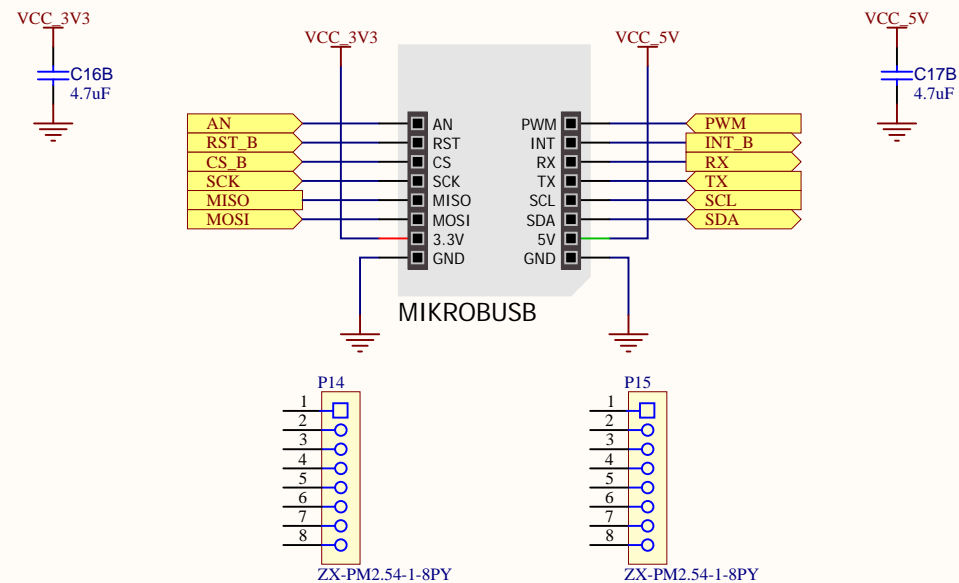 VCC_3V3
VCC_5V
VCC_3V3
VCC_5V
C16B
4.7uF
C17B
4.7uF
AN
AN
PWM
PWM
RST_B
RST
INT
INT_B
CS_B
CS
RX
RX
SCK
SCK
TX
TX
MISO
MISO
SCL
SCL
MOSI
MOSI
SDA
SDA
3.3V
5V
GND
GND
MIKROBUSB
P14
1
2
3
4
5
6
7
8
ZX-PM2.54-1-8PY
P15
1
2
3
4
5
6
7
8
ZX-PM2.54-1-8PY